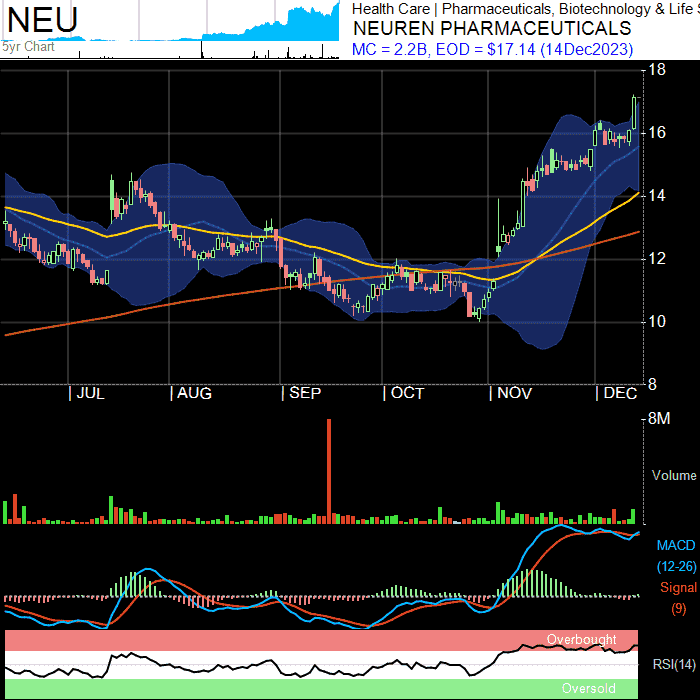 NEU
5yr Chart
Health Care | Pharmaceuticals, Biotechnology & Life S
NEUREN PHARMACEUTICALS
MC = 2.2B, EOD = $17.14 (14Dec2023)
18
16
14
12
10
8
| JUL | AUG | SEP | OCT | NOV | DEC
8M
Volume
MACD
(12-26)
Signal
(9)
Overbought
RSI(14)
Oversold